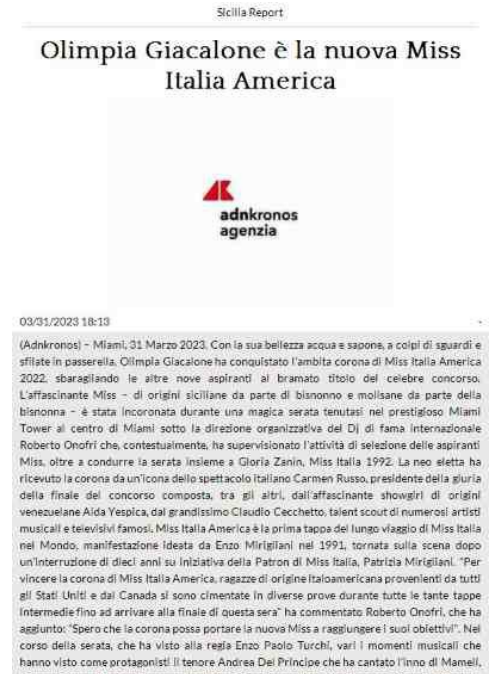 Sicilia Report
Olimpia Giacalone è la nuova Miss
Italia America
adnkronos
agenzia
03/31/2023 18:13
(Adnkronos) – Miami, 31 Marzo 2023. Con la sua bellezza acqua e sapone, a colpi di sguardi e
sfilate in passerella, Olimpia Giacalone ha conquistato l'ambita corona di Miss Italia America
2022, sbaragliando le altre nove aspiranti al bramato titolo del celebre concorso.
L'affascinante Miss – di origini siciliane da parte di bisnonno e molisane da parte della
bisnonna – è stata incoronata durante una magica serata tenutasi nel prestigioso Miami
Tower al centro di Miami sotto la direzione organizzativa del Dj di fama internazionale
Roberto Onofri che, contestualmente, ha supervisionato l'attività di selezione delle aspiranti
Miss, oltre a condurre la serata insieme a Gloria Zanin, Miss Italia 1992. La neo eletta ha
ricevuto la corona da un'icona dello spettacolo italiano Carmen Russo, presidente della giuria
della finale del concorso composta, tra gli altri, dall'affascinante showgirl di origini
venezuelane Aida Yespica, dal grandissimo Claudio Cecchetto, talent scout di numerosi artisti
musicali e televisivi famosi. Miss Italia America è la prima tappa del lungo viaggio di Miss Italia
nel Mondo, manifestazione ideata da Enzo Mirigliani nel 1991, tornata sulla scena dopo
un'interruzione di dieci anni su iniziativa della Patron di Miss Italia, Patrizia Mirigliani. "Per
vincere la corona di Miss Italia America, ragazze di origine italoamericana provenienti da tutti
gli Stati Uniti e dal Canada si sono cimentate in diverse prove durante tutte le tante tappe
intermedie fino ad arrivare alla finale di questa sera" ha commentato Roberto Onofri, che ha
aggiunto: "Spero che la corona possa portare la nuova Miss a raggiungere i suoi obiettivi". Nel
corso della serata, che ha visto alla regia Enzo Paolo Turchi, vari i momenti musicali che
hanno visto come protagonisti il tenore Andrea Del Principe che ha cantato l'inno di Mameli,